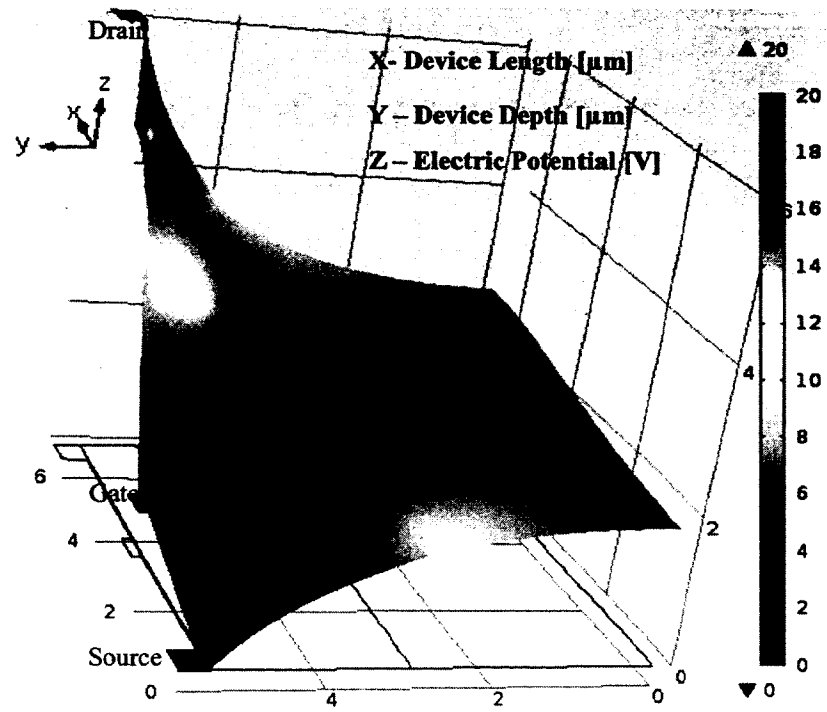 Drain
▲ 20
X- Device Length [µm]
20
z
x
y
Y – Device Depth [µm]
18
Z – Electric Potential [V]
16
6
14
12
4
10
8
6
6
Gate
2
4
4
2
2
Source
0
0
0
4
2
0
▼ 0